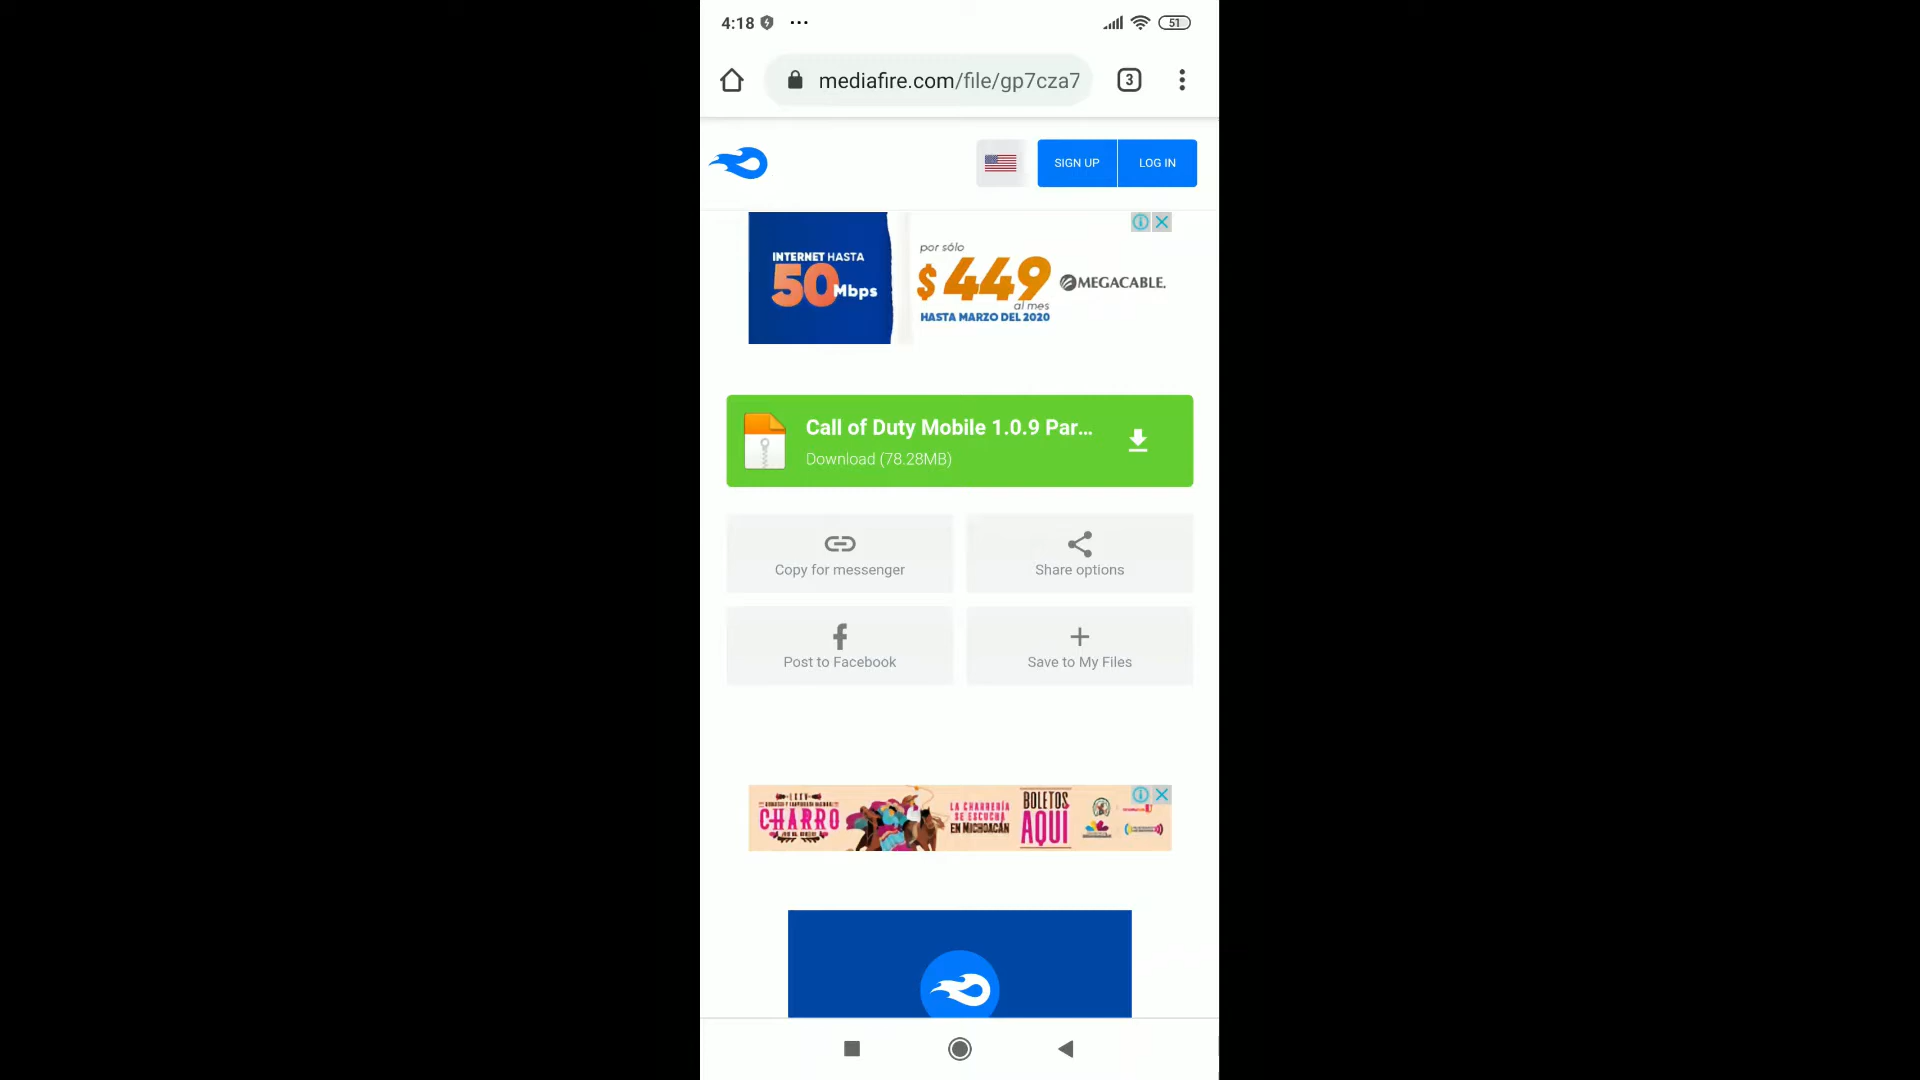 4:18
51
mediafire.com/file/gp7cza7
3
SIGN UP
LOG IN
INTERNET HASTA
50 Mbps
por sólo
$449
al mes
HASTA MARZO DEL 2020
MEGACABLE.
Call of Duty Mobile 1.0.9 Par...
Download (78.28MB)
Copy for messenger
Share options
Post to Facebook
Save to My Files
CHARRO
LA CHARRERÍA
SE ESCUCHA
EN MICHOACÁN
BOLETOS
AQUÍ